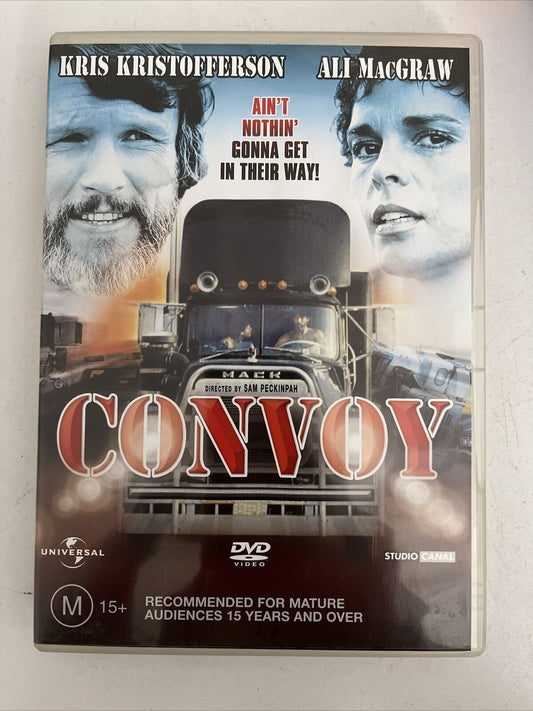 KRIS KRISTOFFERSON ALI MACGRAW
AIN'T
NOTHIN'
GONNA GET
IN THEIR WAY!
MACK
DIRECTED BY SAM PECKINPAH
CONVOY
UNIVERSAL
DVD
VIDEO
STUDIO CANAL
M 15+
RECOMMENDED FOR MATURE
AUDIENCES 15 YEARS AND OVER